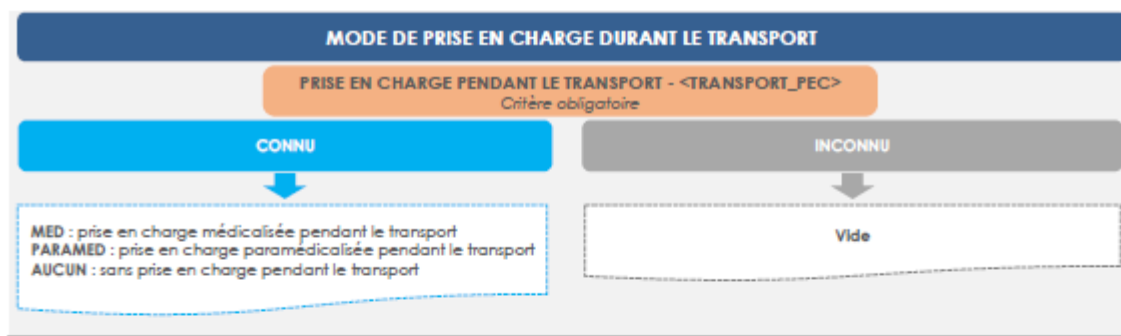 MODE DE PRISE EN CHARGE DURANT LE TRANSPORT
PRISE EN CHARGE PENDANT LE TRANSPORT - <TRANSPORT_PEC>
Critère obligatoire
CONNU
INCONNU
MED : prise en charge médicalisée pendant le transport
PARAMED : prise en charge paramédicalisée pendant le transport
AUCUN : sans prise en charge pendant le transport
Vide